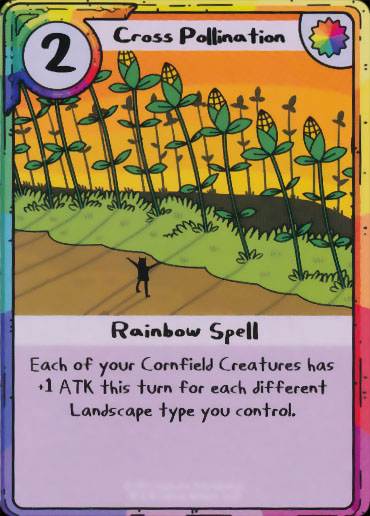 2
Cross Pollination
Rainbow Spell
Each of your Cornfield Creatures has
+1 ATK this turn for each different
Landscape type you control.